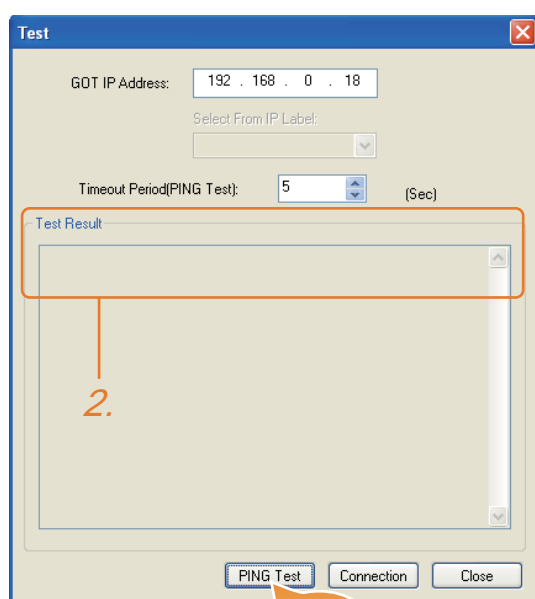 Test
GOT IP Address: 192 . 168 . 0 . 18
Select From IP Label:
Timeout Period(PING Test): 5 (Sec)
Test Result
2.
PING Test Connection Close